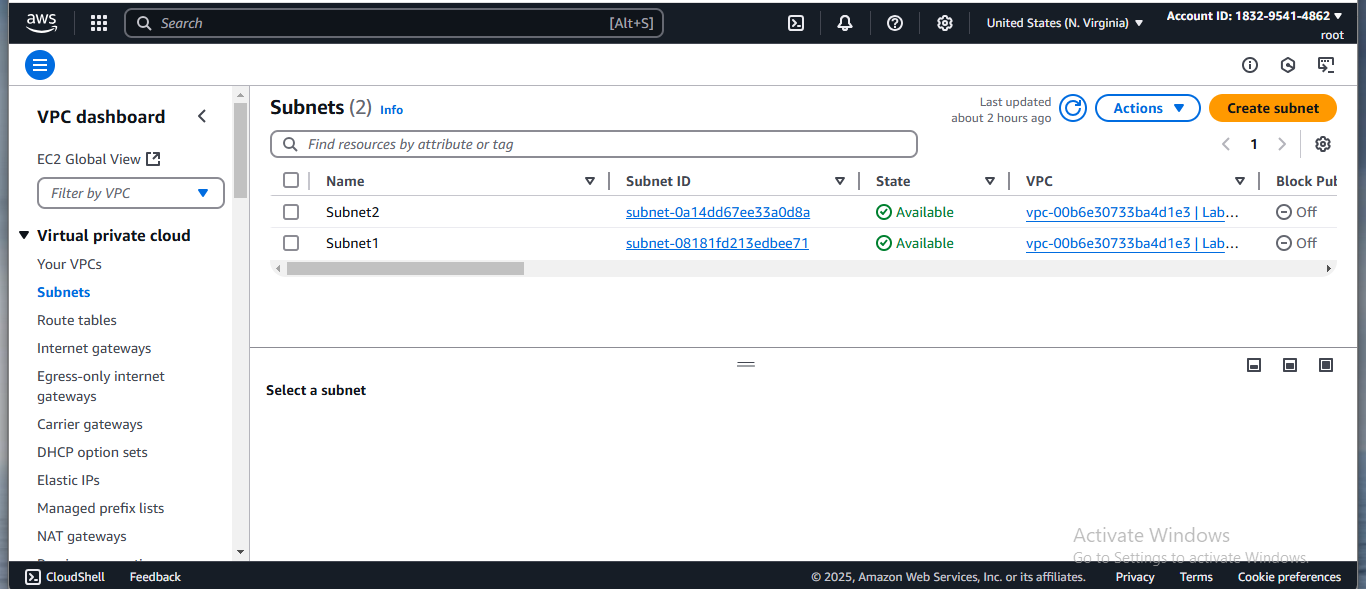 aws
Search [Alt+S]
United States (N. Virginia)
Account ID: 1832-9541-4862
root
VPC dashboard
EC2 Global View
Filter by VPC
Virtual private cloud
Your VPCs
Subnets
Route tables
Internet gateways
Egress-only internet
gateways
Carrier gateways
DHCP option sets
Elastic IPs
Managed prefix lists
NAT gateways
Subnets (2) Info
Last updated
about 2 hours ago
Actions
Create subnet
Find resources by attribute or tag
1
Name Subnet ID State VPC Block Pub
Subnet2 subnet-0a14dd67ee33a0d8a Available vpc-00b6e30733ba4d1e3 | Lab... Off
Subnet1 subnet-08181fd213edbee71 Available vpc-00b6e30733ba4d1e3 | Lab... Off
Select a subnet
Activate Windows
Go to Settings to activate Windows.
CloudShell Feedback © 2025, Amazon Web Services, Inc. or its affiliates. Privacy Terms Cookie preferences